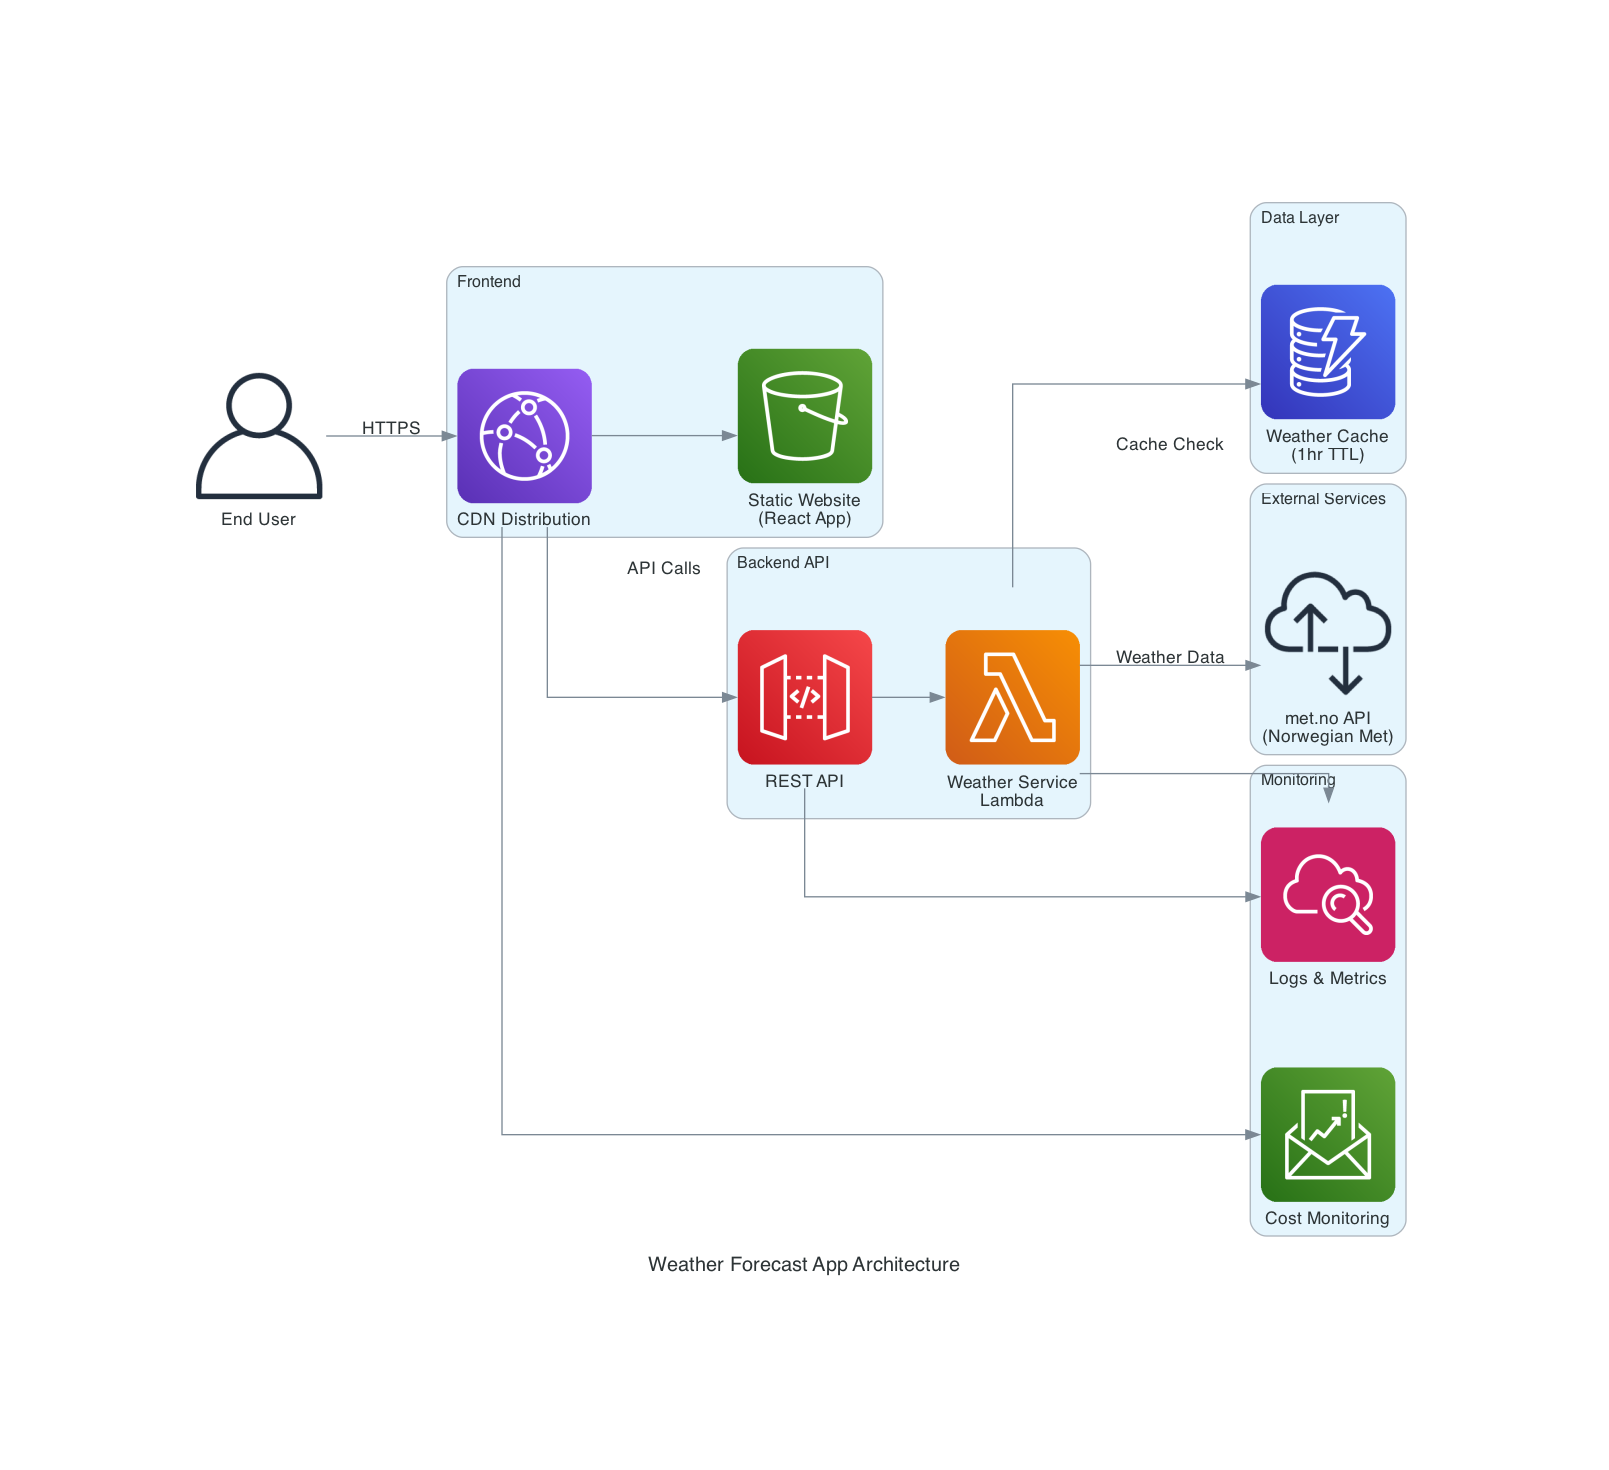 Data Layer
Frontend
HTTPS
End User
CDN Distribution
Static Website
(React App)
Cache Check
Weather Cache
(1hr TTL)
External Services
API Calls
Backend API
Weather Data
met.no API
(Norwegian Met)
REST API
Weather Service
Lambda
Monitoring
Logs & Metrics
Cost Monitoring
Weather Forecast App Architecture